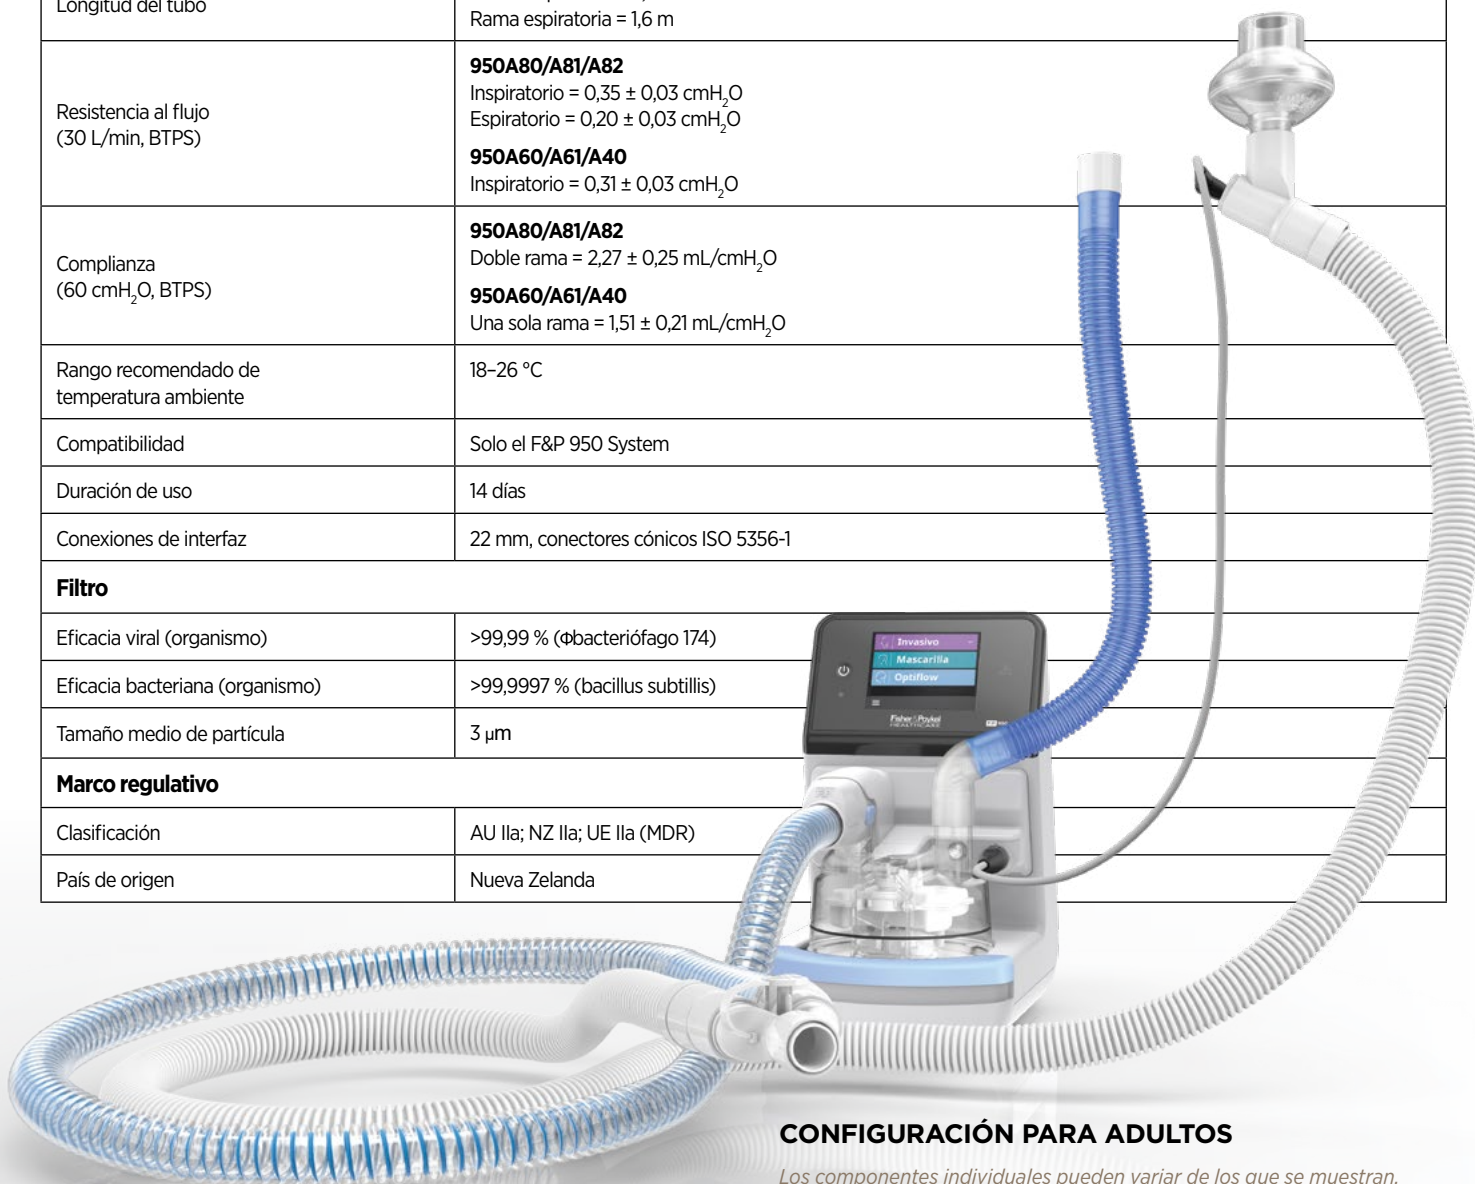 Longitud del tubo
Rama espiratoria = 1,6 m
Resistencia al flujo
(30 L/min, BTPS)
950A80/A81/A82
Inspiratorio = 0,35 ± 0,03 cmH₂O
Espiratorio = 0,20 ± 0,03 cmH₂O
950A60/A61/A40
Inspiratorio = 0,31 ± 0,03 cmH₂O
Complianza
(60 cmH₂O, BTPS)
950A80/A81/A82
Doble rama = 2,27 ± 0,25 mL/cmH₂O
950A60/A61/A40
Una sola rama = 1,51 ± 0,21 mL/cmH₂O
Rango recomendado de
temperatura ambiente
18–26 °C
Compatibilidad
Solo el F&P 950 System
Duración de uso
14 días
Conexiones de interfaz
22 mm, conectores cónicos ISO 5356-1
Filtro
Eficacia viral (organismo)
>99,99 % (Φbacteriófago 174)
Eficacia bacteriana (organismo)
>99,9997 % (bacillus subtillis)
Tamaño medio de partícula
3 µm
Marco regulativo
Clasificación
AU IIa; NZ IIa; UE IIa (MDR)
País de origen
Nueva Zelanda
Invasivo
Mascarilla
Optiflow
Fisher & Paykel
HEALTHCARE
CONFIGURACIÓN PARA ADULTOS
Los componentes individuales pueden variar de los que se muestran.